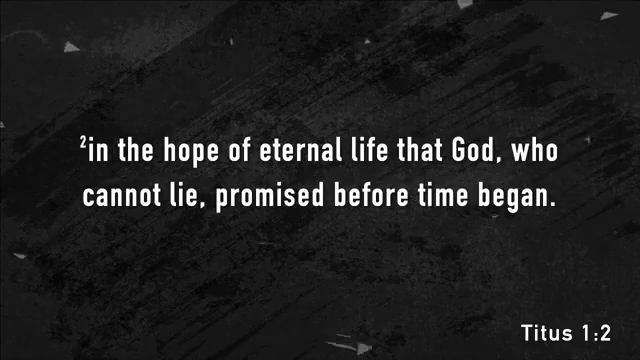 ²in the hope of eternal life that God, who
cannot lie, promised before time began.
Titus 1:2